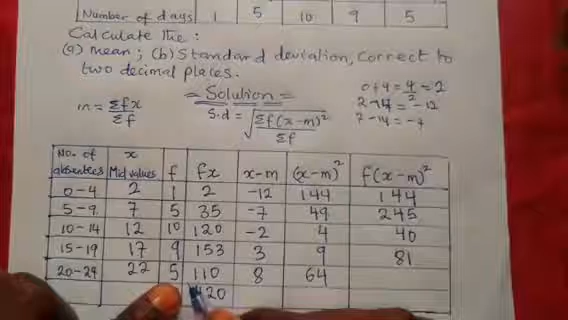 Number of days 1 5 10 9 5
Calculate the:
(a) mean; (b) Standard deviation, correct to
two decimal places.
= Solution =
m = Σfx / Σf
S.d = √Σf(x-m)² / Σf
0+4 = 4/2 = 2
2-14 = -12
7-14 = -7
No. of absentees x Mid values f fx x-m (x-m)² f(x-m)²
0-4 2 1 2 -12 144 144
5-9 7 5 35 -7 49 245
10-14 12 10 120 -2 4 40
15-19 17 9 153 3 9 81
20-24 22 5 110 8 64
420